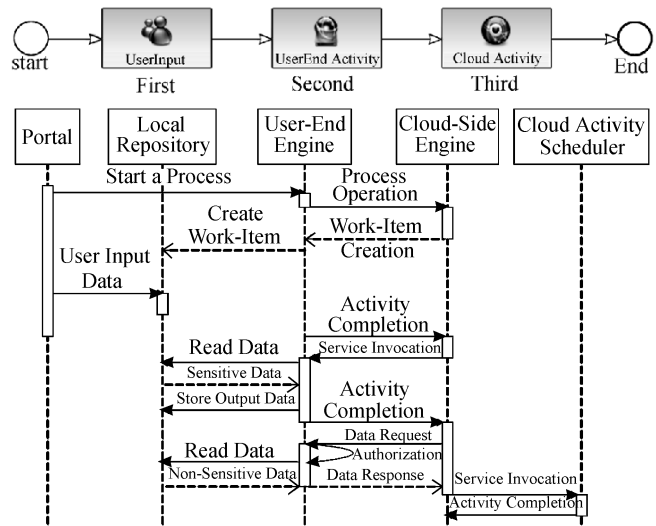 start
UserInput
UserEnd Activity
Cloud Activity
End
First
Second
Third
Portal
Local
Repository
User-End
Engine
Cloud-Side
Engine
Cloud Activity
Scheduler
Start a Process
Process
Operation
Create
Work-Item
Work-Item
Creation
User Input
Data
Activity
Completion
Service Invocation
Read Data
Sensitive Data
Store Output Data
Activity
Completion
Data Request
Authorization
Read Data
Non-Sensitive Data
Data Response
Service Invocation
Activity Completion